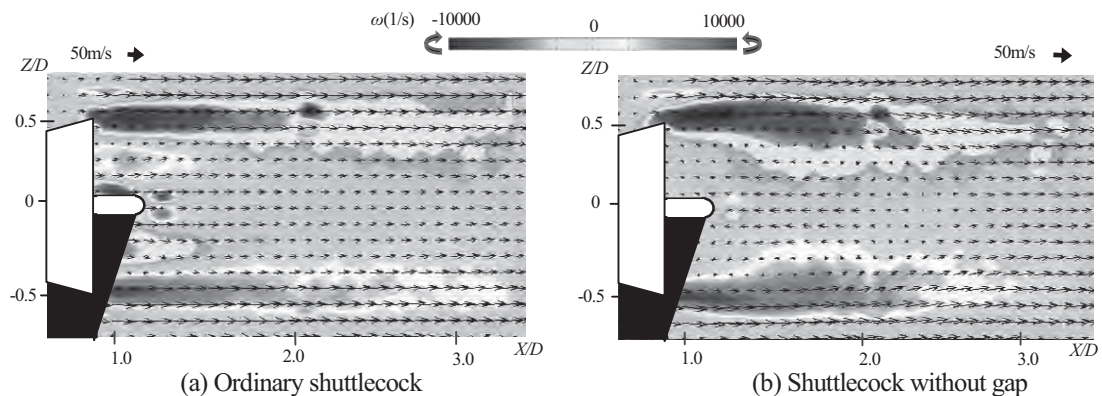 ω(1/s) -10000 0 10000
50m/s
50m/s
Z/D
0.5
0
-0.5
1.0 2.0 3.0 X/D
(a) Ordinary shuttlecock
Z/D
0.5
0
-0.5
1.0 2.0 3.0 X/D
(b) Shuttlecock without gap